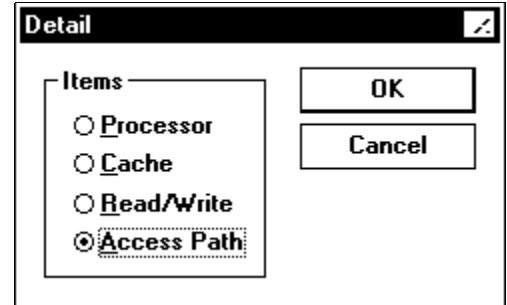 Detail
Items
Processor
Cache
Read/Write
Access Path
OK
Cancel